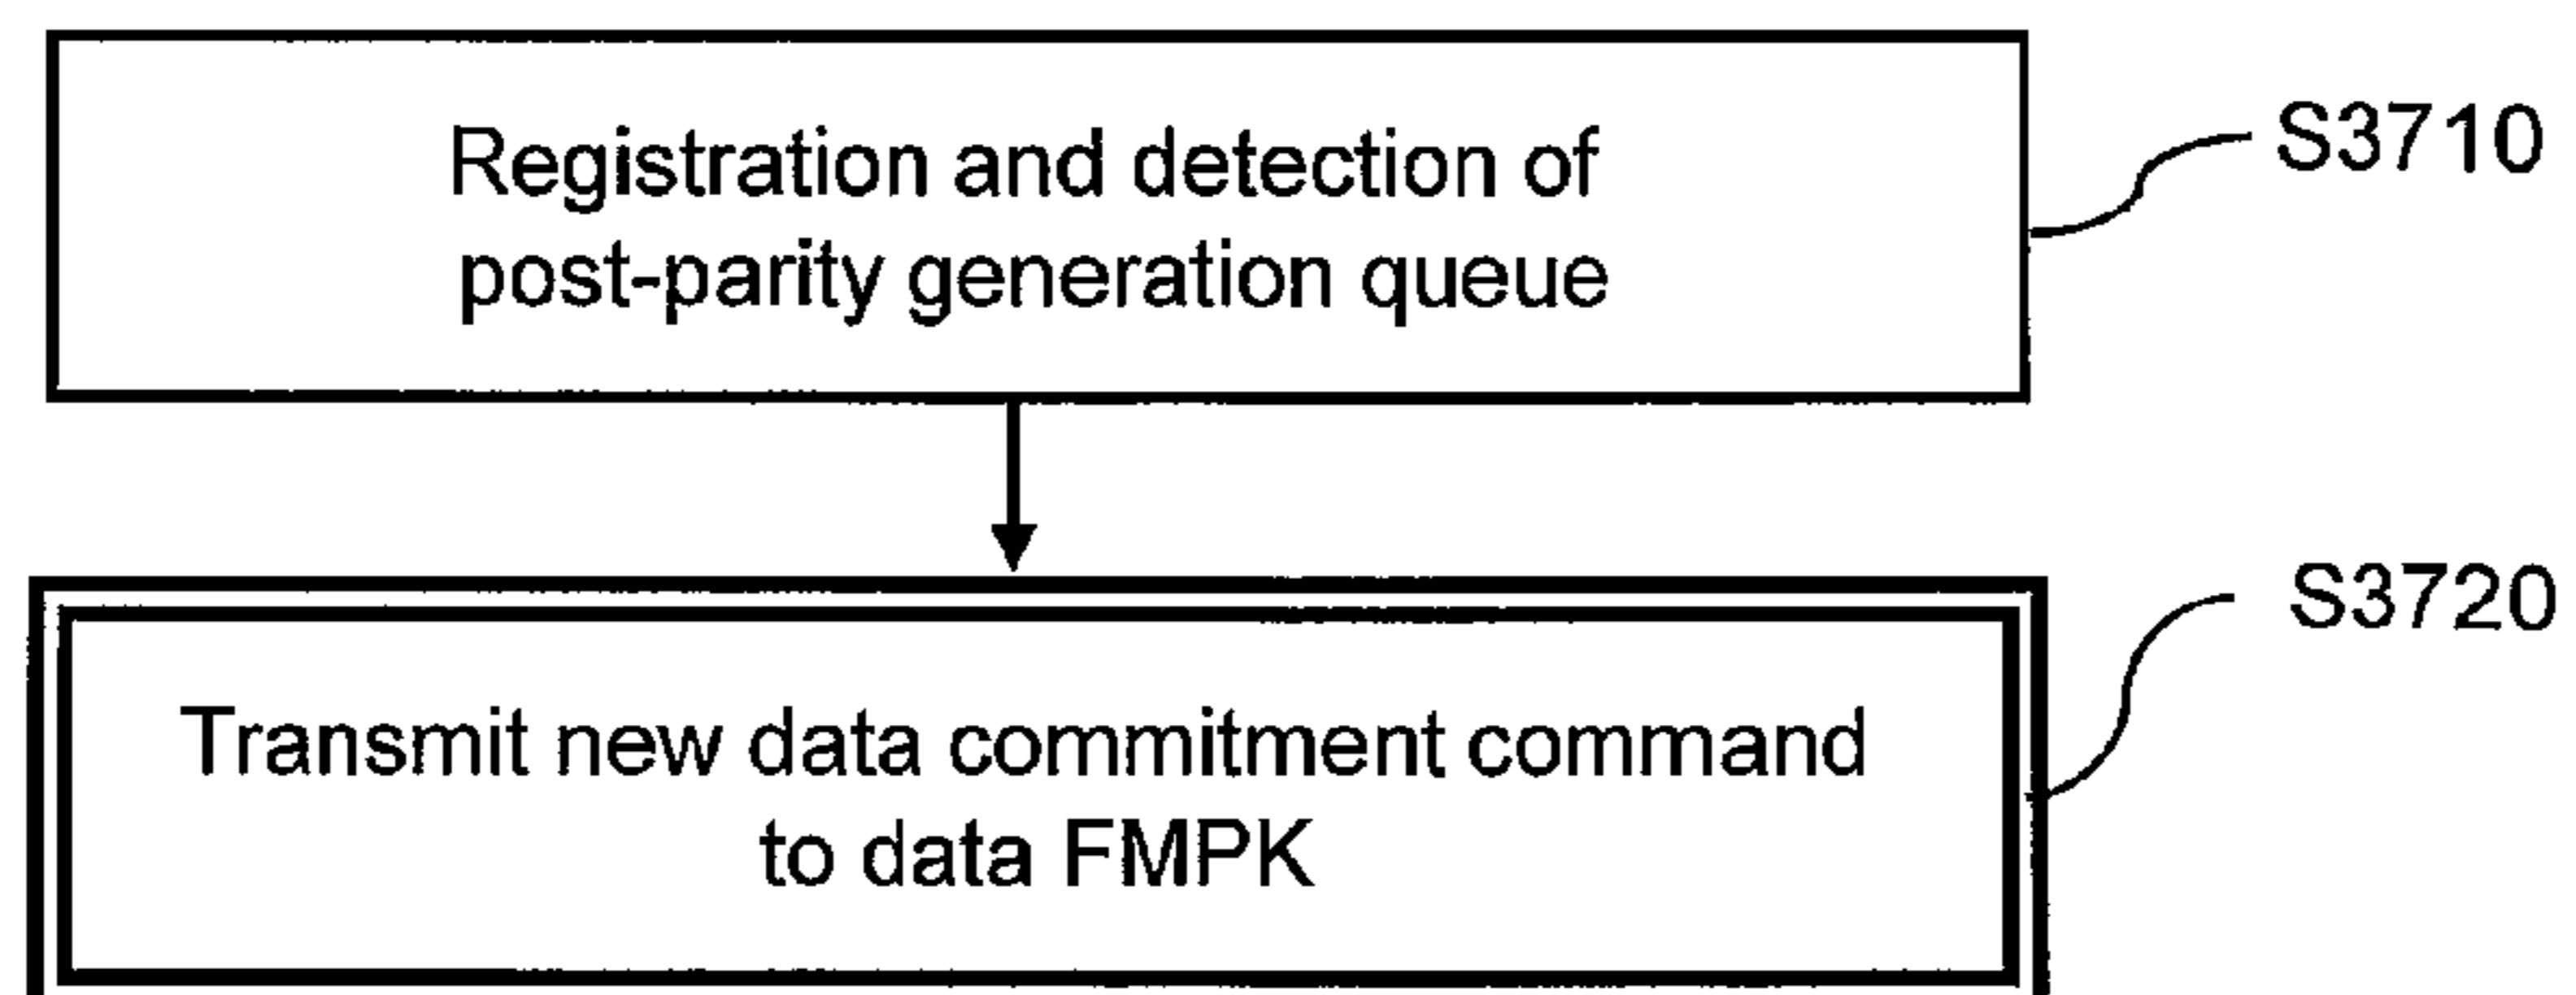 Registration and detection of
post-parity generation queue
S3710
Transmit new data commitment command
to data FMPK
S3720